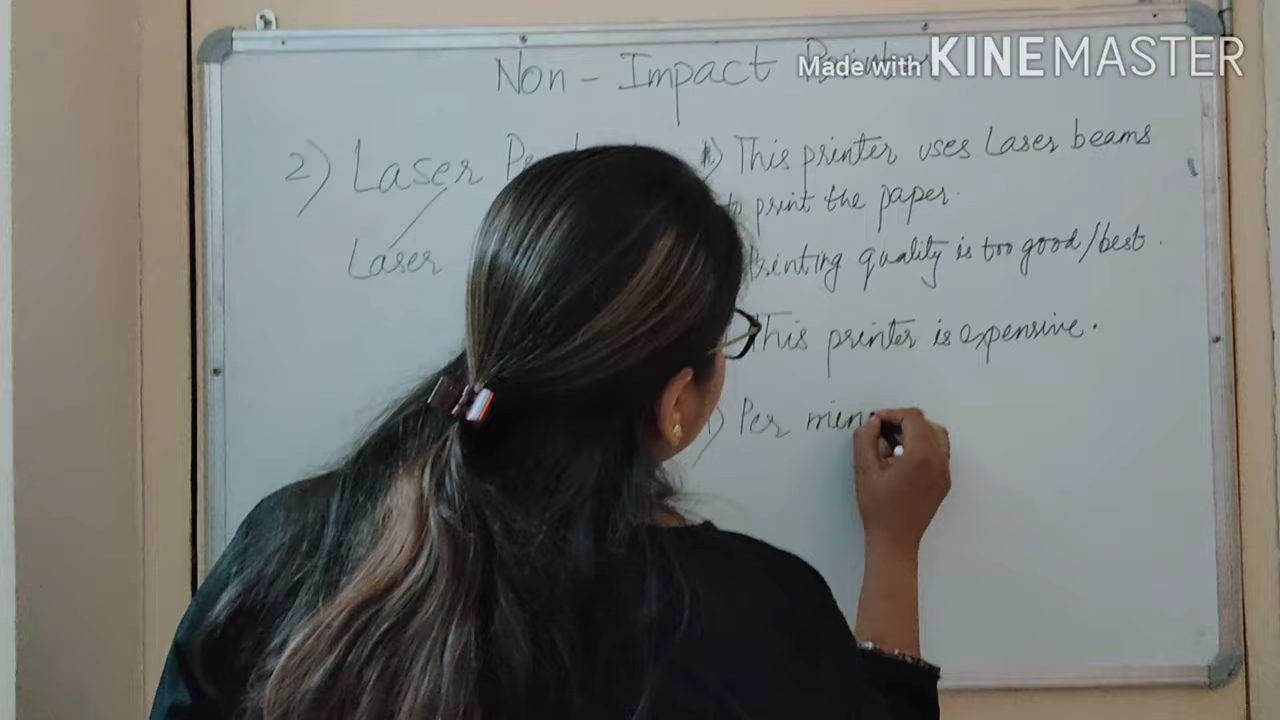 Non - Impact
Made with KINEMASTER
2) Laser
Laser
This printer uses Laser beams
to print the paper.
Printing quality is too good/best.
This printer is expensive.
Per